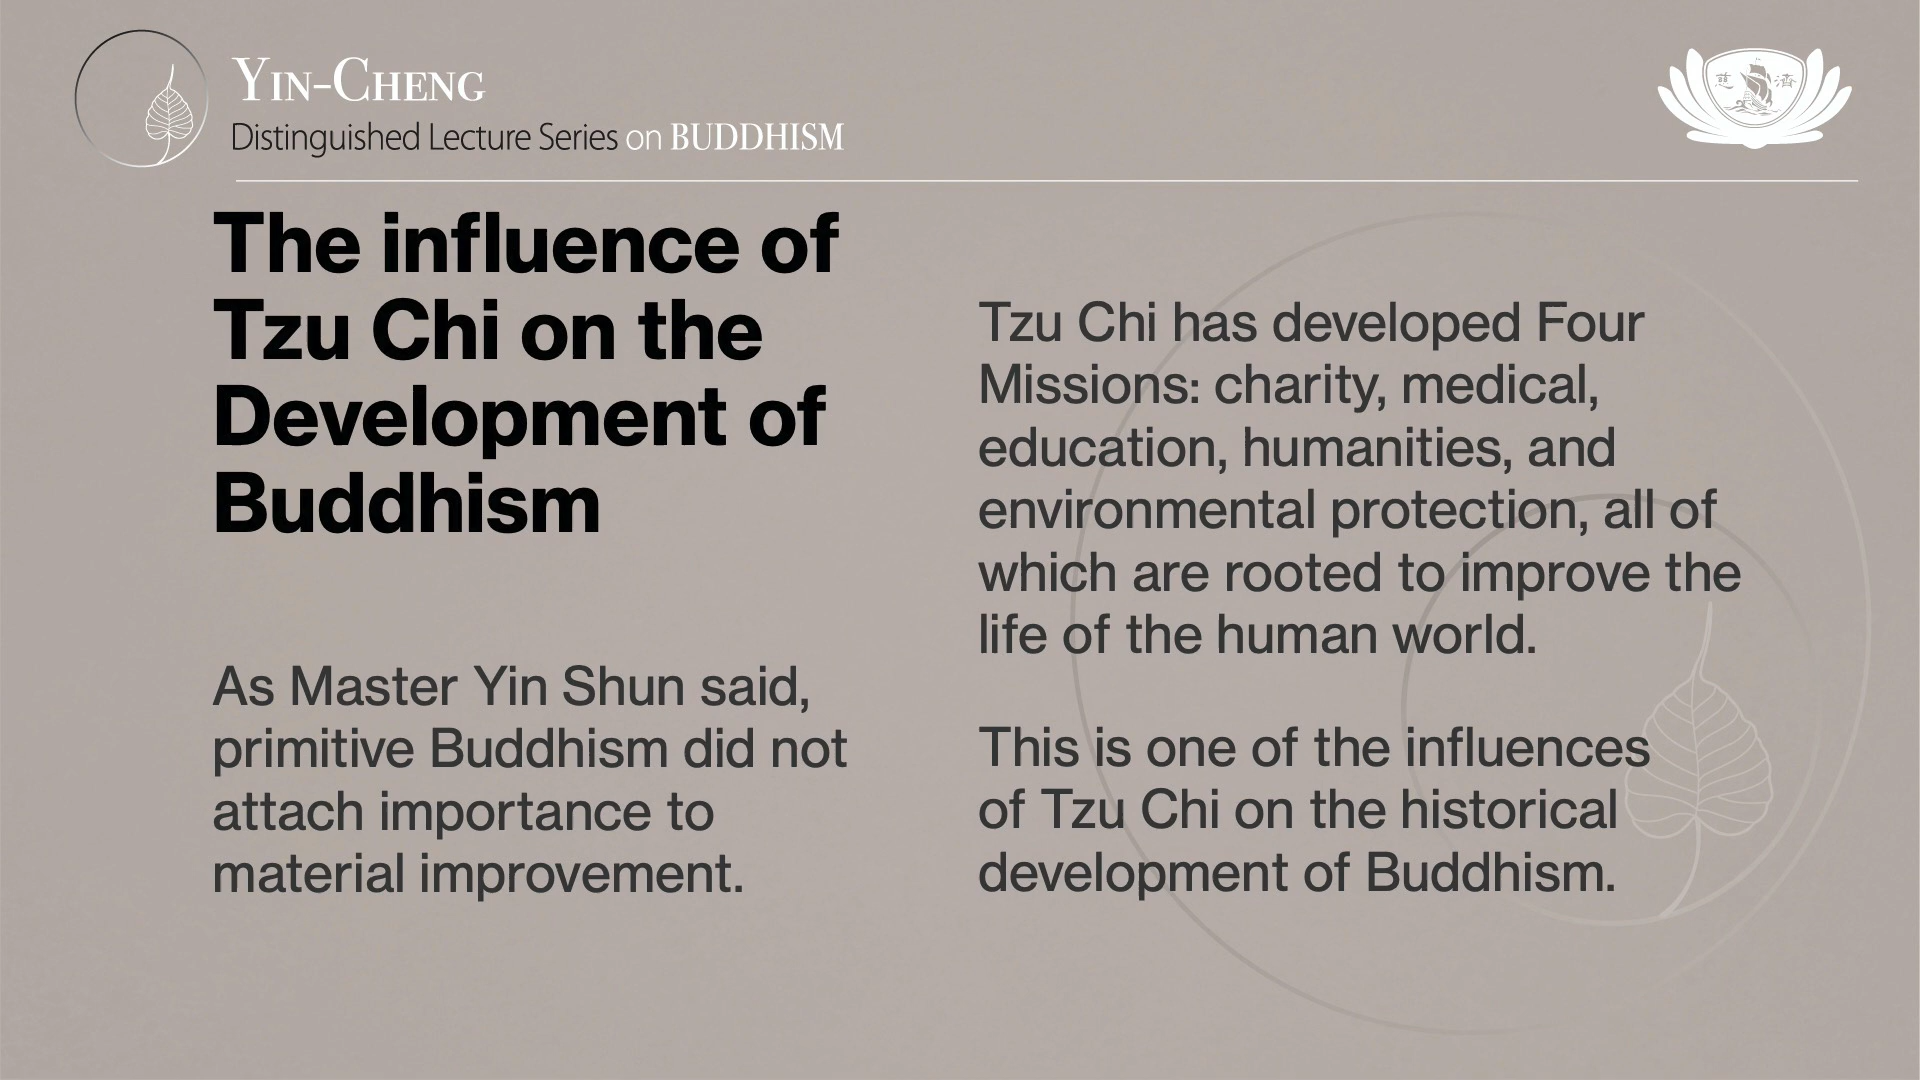 YIN-CHENG
Distinguished Lecture Series on BUDDHISM
慈 濟
The influence of
Tzu Chi on the
Development of
Buddhism
As Master Yin Shun said,
primitive Buddhism did not
attach importance to
material improvement.
Tzu Chi has developed Four
Missions: charity, medical,
education, humanities, and
environmental protection, all of
which are rooted to improve the
life of the human world.
This is one of the influences
of Tzu Chi on the historical
development of Buddhism.